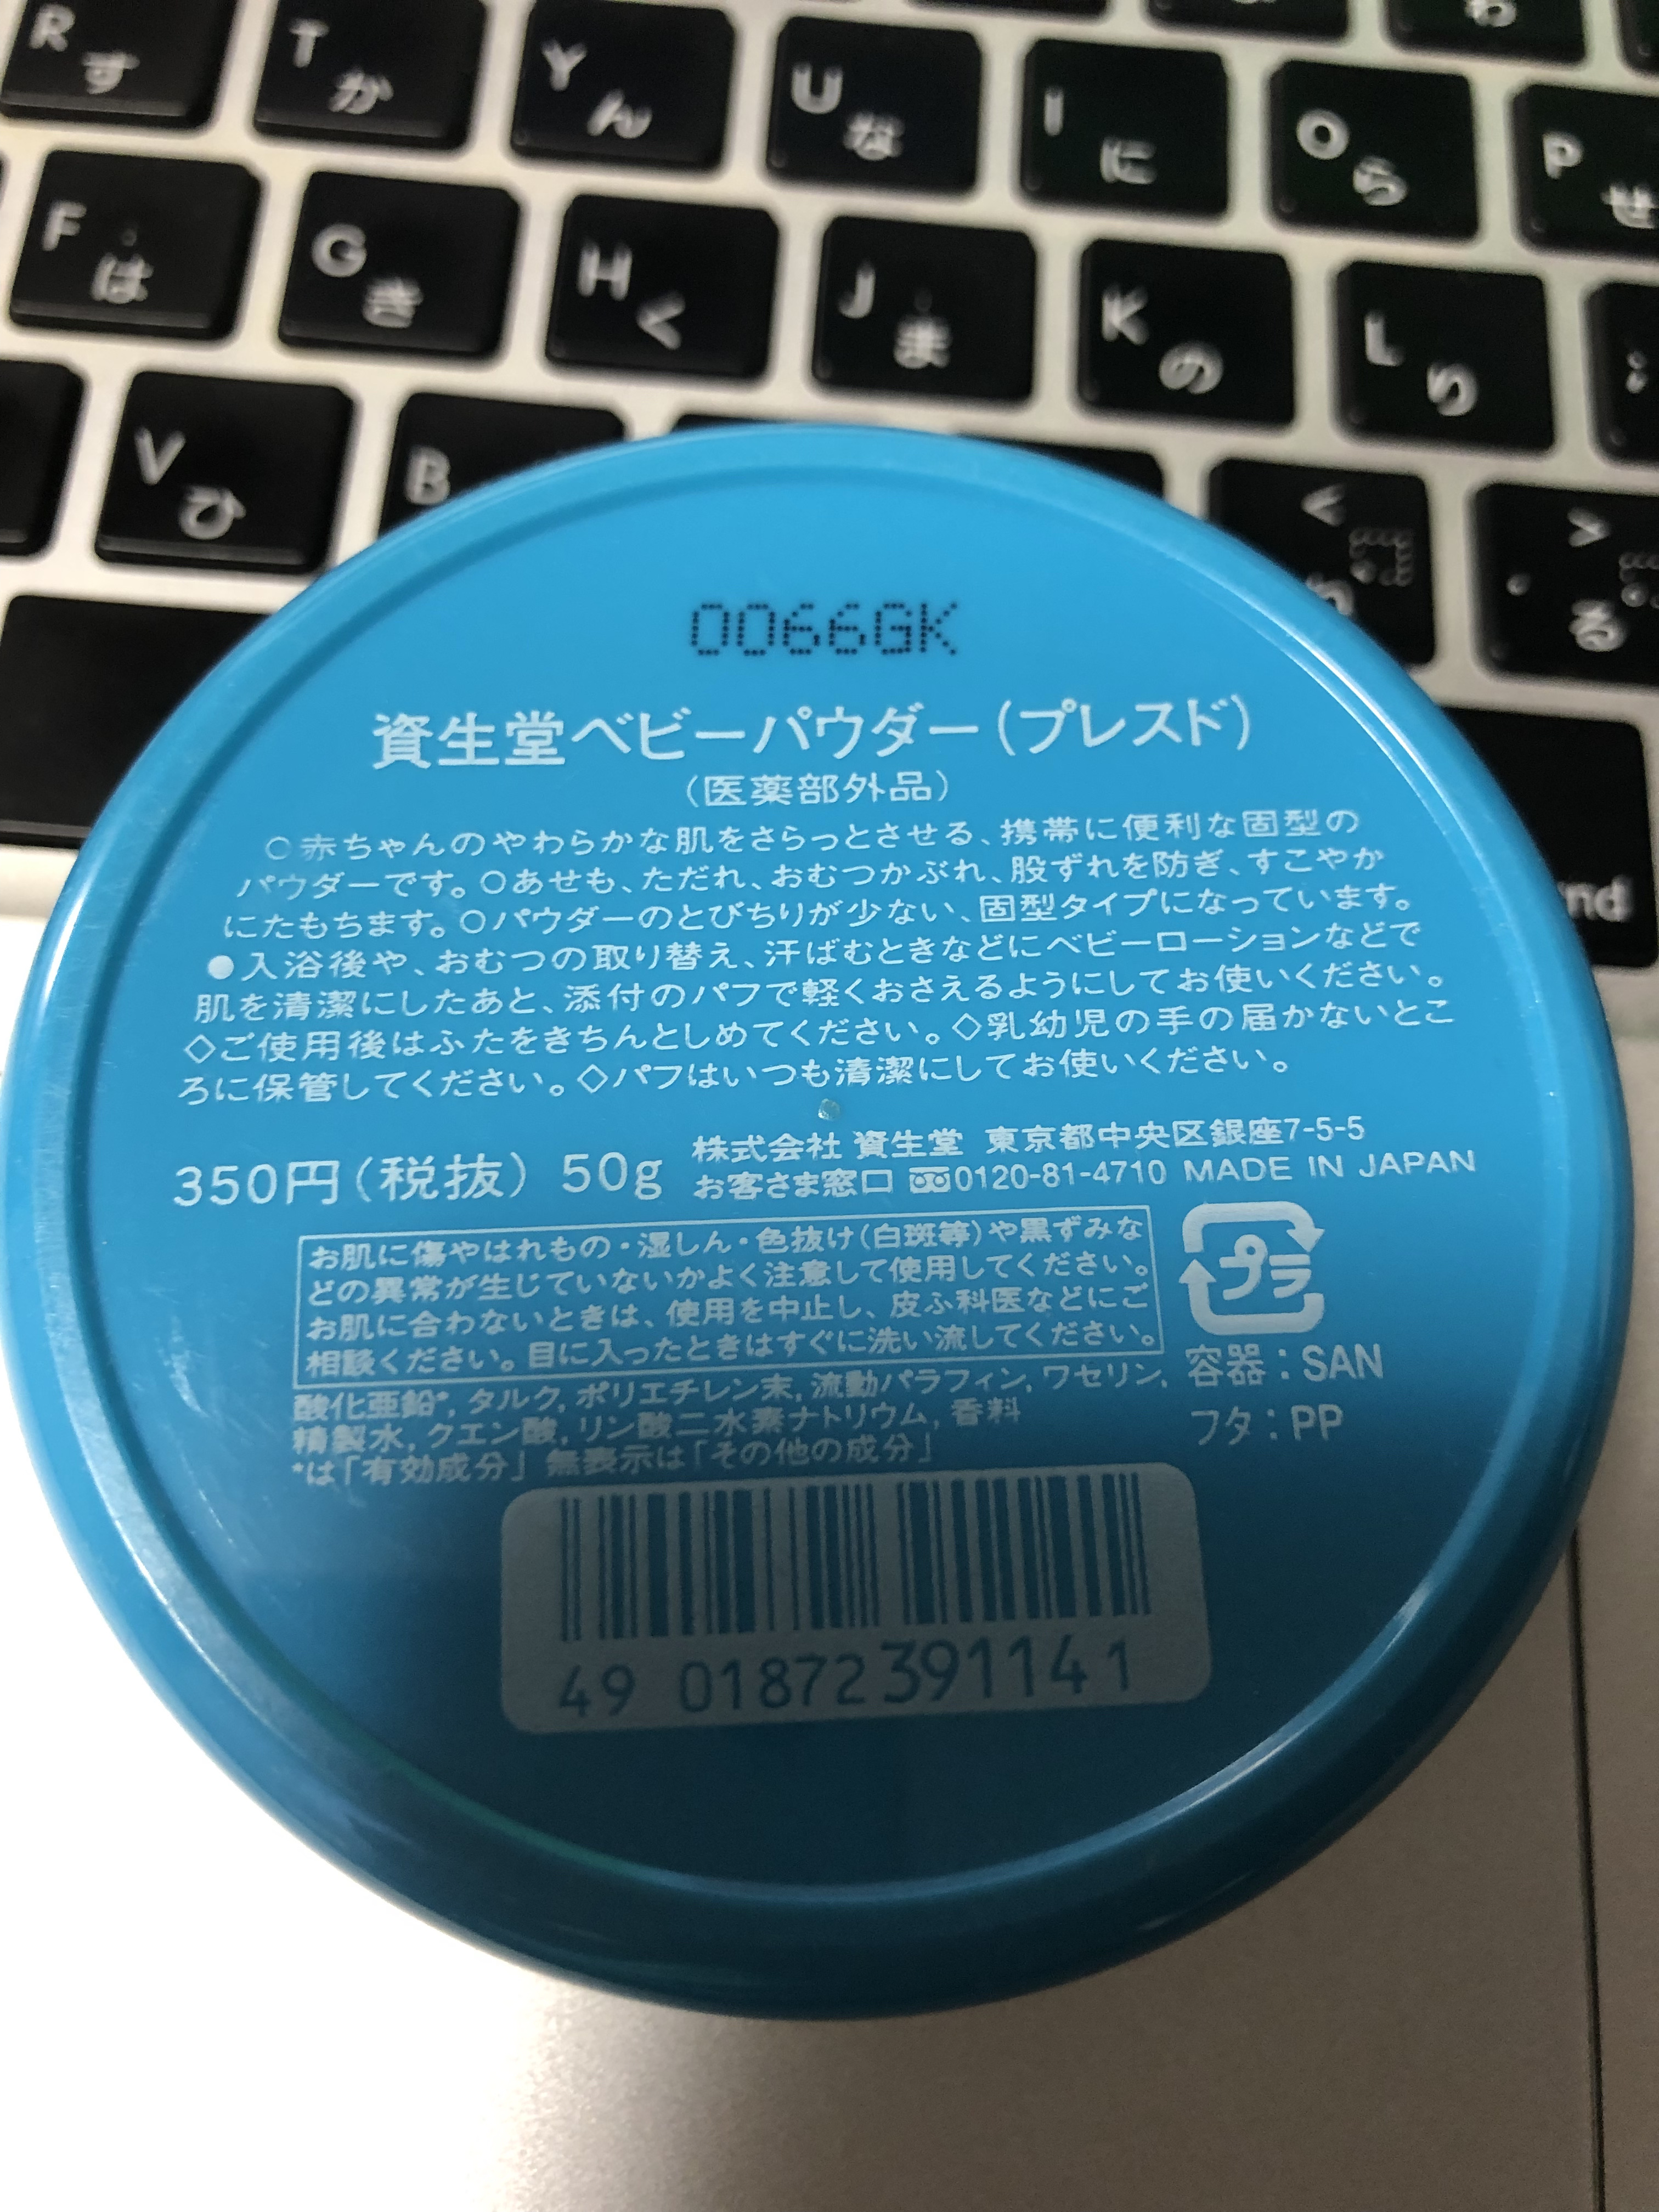 R
す
T
か
Y
ん
U
な
I
に
O
ら
P
せ
F
は
G
き
H
く
J
ま
K
の
L
り
V
ひ
B
<
>
る
0066GK
資生堂ベビーパウダー(プレスド)
(医薬部外品)
○赤ちゃんのやわらかな肌をさらっとさせる、携帯に便利な固型の
パウダーです。○あせも、ただれ、おむつかぶれ、股ずれを防ぎ、すこやか
にたもちます。○パウダーのとびちりが少ない、固型タイプになっています。
●入浴後や、おむつの取り替え、汗ばむときなどにベビーローションなどで
肌を清潔にしたあと、添付のパフで軽くおさえるようにしてお使いください。
◇ご使用後はふたをきちんとしめてください。◇乳幼児の手の届かないとこ
ろに保管してください。◇パフはいつも清潔にしてお使いください。
350円(税抜) 50g
株式会社 資生堂 東京都中央区銀座7-5-5
お客さま窓口 0120-81-4710 MADE IN JAPAN
お肌に傷やはれもの・湿しん・色抜け(白斑等)や黒ずみな
どの異常が生じていないかよく注意して使用してください。
お肌に合わないときは、使用を中止し、皮ふ科医などにご
相談ください。目に入ったときはすぐに洗い流してください。
プラ
容器:SAN
フタ:PP
酸化亜鉛*, タルク, ポリエチレン末, 流動パラフィン, ワセリン,
精製水, クエン酸, リン酸二水素ナトリウム, 香料
*は「有効成分」 無表示は「その他の成分」
49 01872 391141